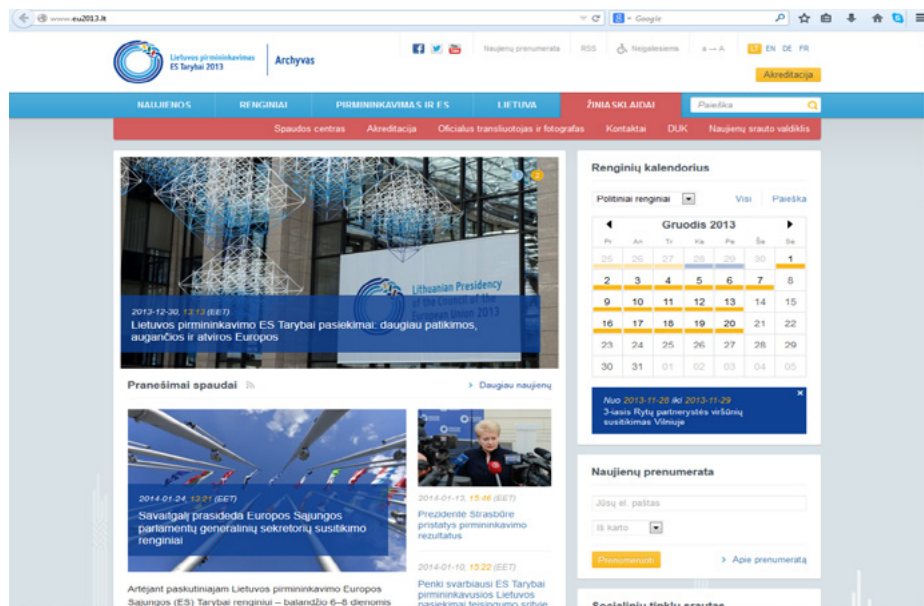 www.eu2013.lt
Google
Lietuvos pirmininkavimas
ES Tarybai 2013
Archyvas
Naujienų prenumerata
RSS
Neįgaliesiems
a → A
LT EN DE FR
Akreditacija
NAUJIENOS
RENGINIAI
PIRMININKAVIMAS IR ES
LIETUVA
ŽINIASKLAIDAI
Paieška
Spaudos centras
Akreditacija
Oficialus transliuotojas ir fotografas
Kontaktai
DUK
Naujienų srauto valdiklis
1 2
Lithuanian Presidency
of the Council of the
European Union 2013
2013-12-30, 13:13 (EET)
Lietuvos pirmininkavimo ES Tarybai pasiekimai: daugiau patikimos,
augančios ir atviros Europos
Pranešimai spaudai
Daugiau naujienų
2014-01-24, 13:21 (EET)
Savaitgalį prasideda Europos Sąjungos
parlamentų generalinių sekretorių susitikimo
renginiai
Artėjant paskutiniajam Lietuvos pirmininkavimo Europos
Sąjungos (ES) Tarybai renginiui – balandžio 6–8 dienomis
2014-01-13, 15:46 (EET)
Prezidentė Strasbūre
pristatys pirmininkavimo
rezultatus
2014-01-10, 15:22 (EET)
Penki svarbiausi ES Tarybai
pirmininkavusios Lietuvos
pasiekimai teisingumo srityje
Renginių kalendorius
Politiniai renginiai
Visi
Paieška
Gruodis 2013
Pr An Tr Ke Pe Še Se
25 26 27 28 29 30 1
2 3 4 5 6 7 8
9 10 11 12 13 14 15
16 17 18 19 20 21 22
23 24 25 26 27 28 29
30 31 01 02 03 04 05
Nuo 2013-11-28 iki 2013-11-29
3-iasis Rytų partnerystės viršūnių
susitikimas Vilniuje
Naujienų prenumerata
Jūsų el. paštas
Iš karto
Prenumeruoti
Apie prenumeratą
Socialinių tinklų srautas